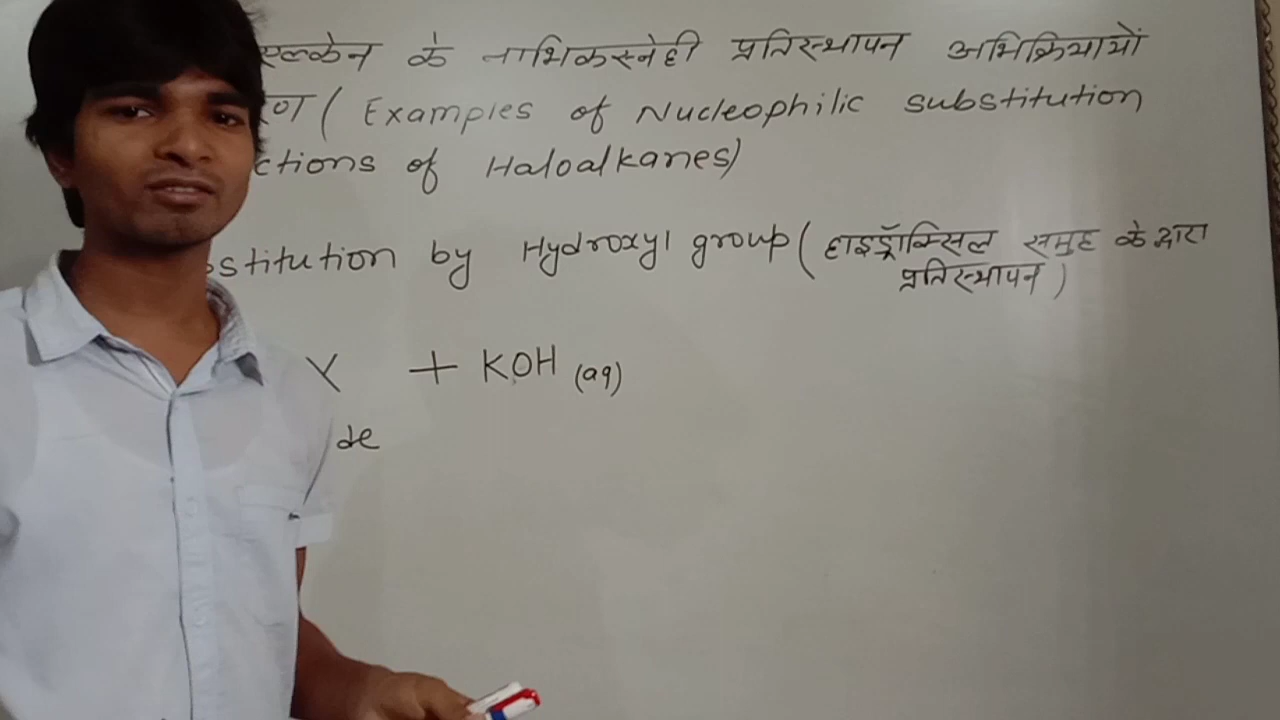 एल्केन के नाभिकस्नेही प्रतिस्थापन अभिक्रियायों
रण ( Examples of Nucleophilic substitution
ctions of Haloalkanes)
stitution by Hydroxyl group ( हाइड्रॉक्सिल समुह के द्वारा
प्रतिस्थापन )
X + KOH (aq)
de